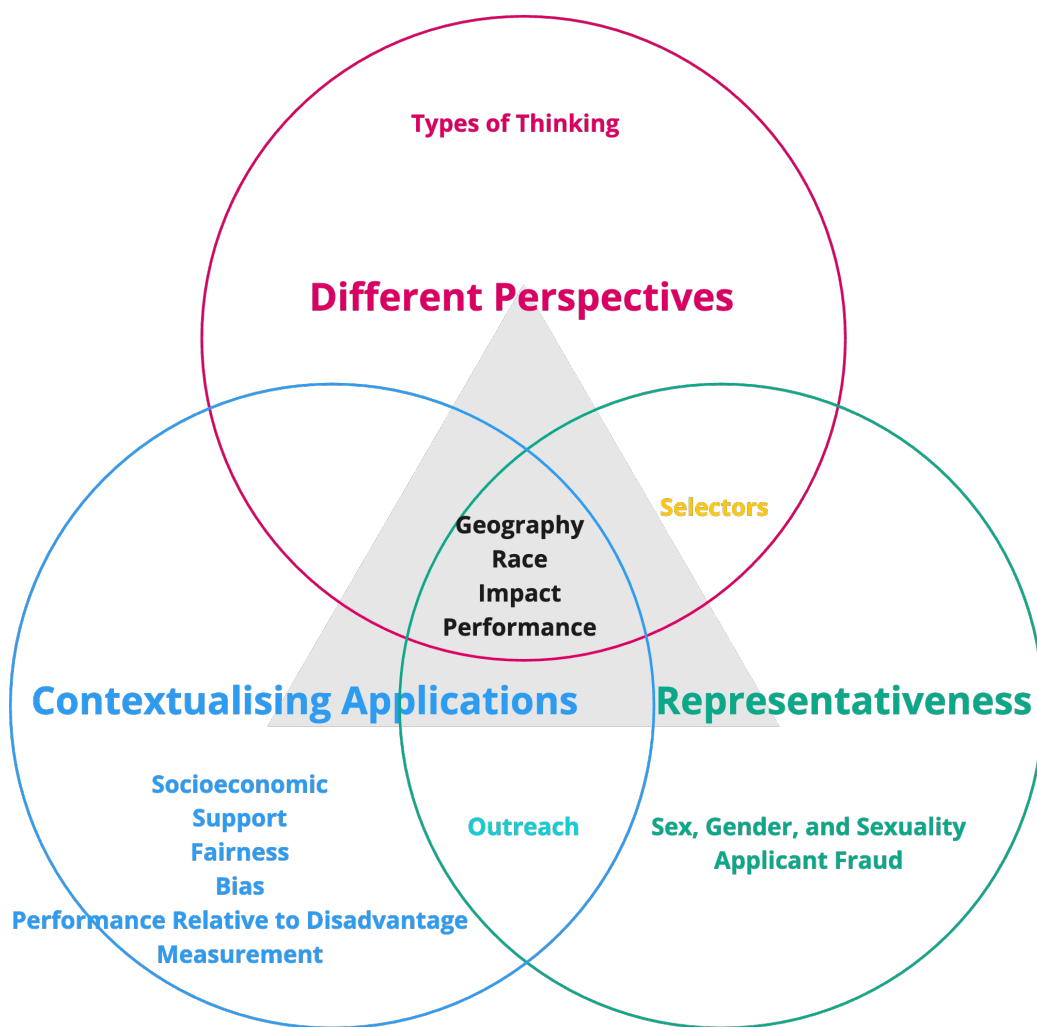 Types of Thinking
Different Perspectives
Selectors
Geography
Race
Impact
Performance
Contextualising Applications
Representativeness
Socioeconomic
Support
Fairness
Bias
Performance Relative to Disadvantage
Measurement
Outreach
Sex, Gender, and Sexuality
Applicant Fraud